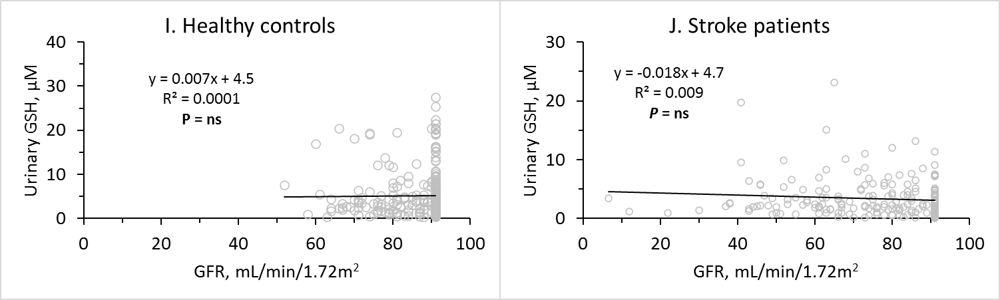 I. Healthy controls
40
30
20
10
0
Urinary GSH, µM
y = 0.007x + 4.5
R² = 0.0001
P = ns
0 20 40 60 80 100
GFR, mL/min/1.72m²
J. Stroke patients
30
20
10
0
Urinary GSH, µM
y = -0.018x + 4.7
R² = 0.009
P = ns
0 20 40 60 80 100
GFR, mL/min/1.72m²